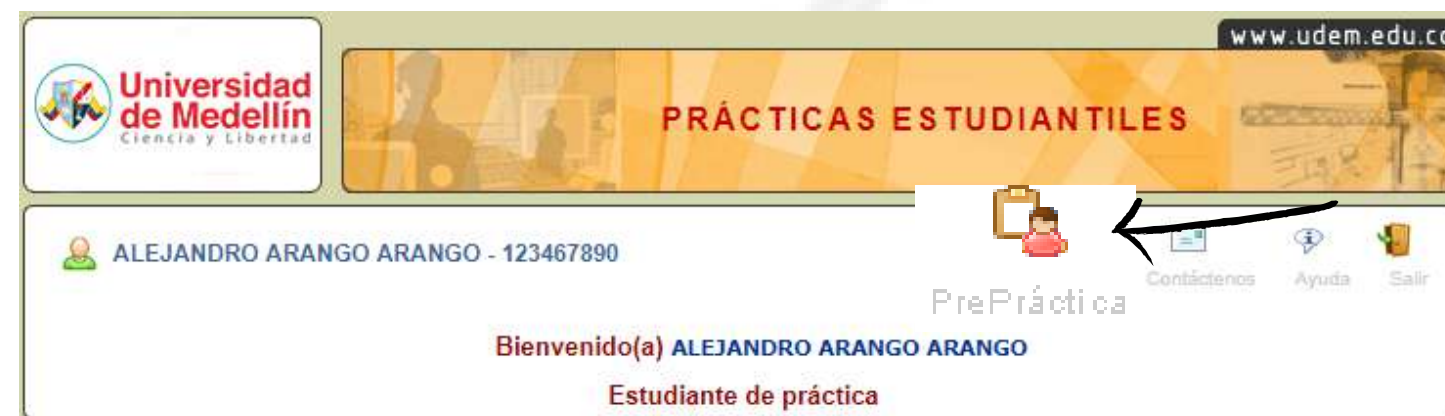 www.udem.edu.co
Universidad
de Medellín
Ciencia y Libertad
PRÁCTICAS ESTUDIANTILES
ALEJANDRO ARANGO ARANGO - 123467890
PrePráctica
Contáctenos
Ayuda
Salir
Bienvenido(a) ALEJANDRO ARANGO ARANGO
Estudiante de práctica